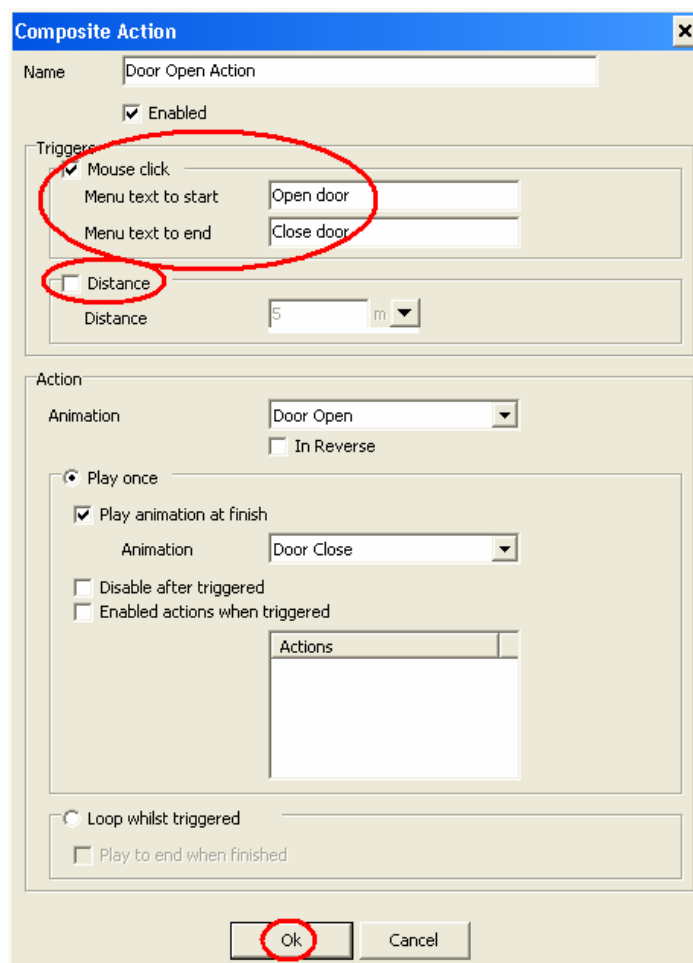 Composite Action
Name Door Open Action
Enabled
Triggers
Mouse click
Menu text to start Open door
Menu text to end Close door
Distance
Distance 5 m
Action
Animation Door Open
In Reverse
Play once
Play animation at finish
Animation Door Close
Disable after triggered
Enabled actions when triggered
Actions
Loop whilst triggered
Play to end when finished
Ok Cancel